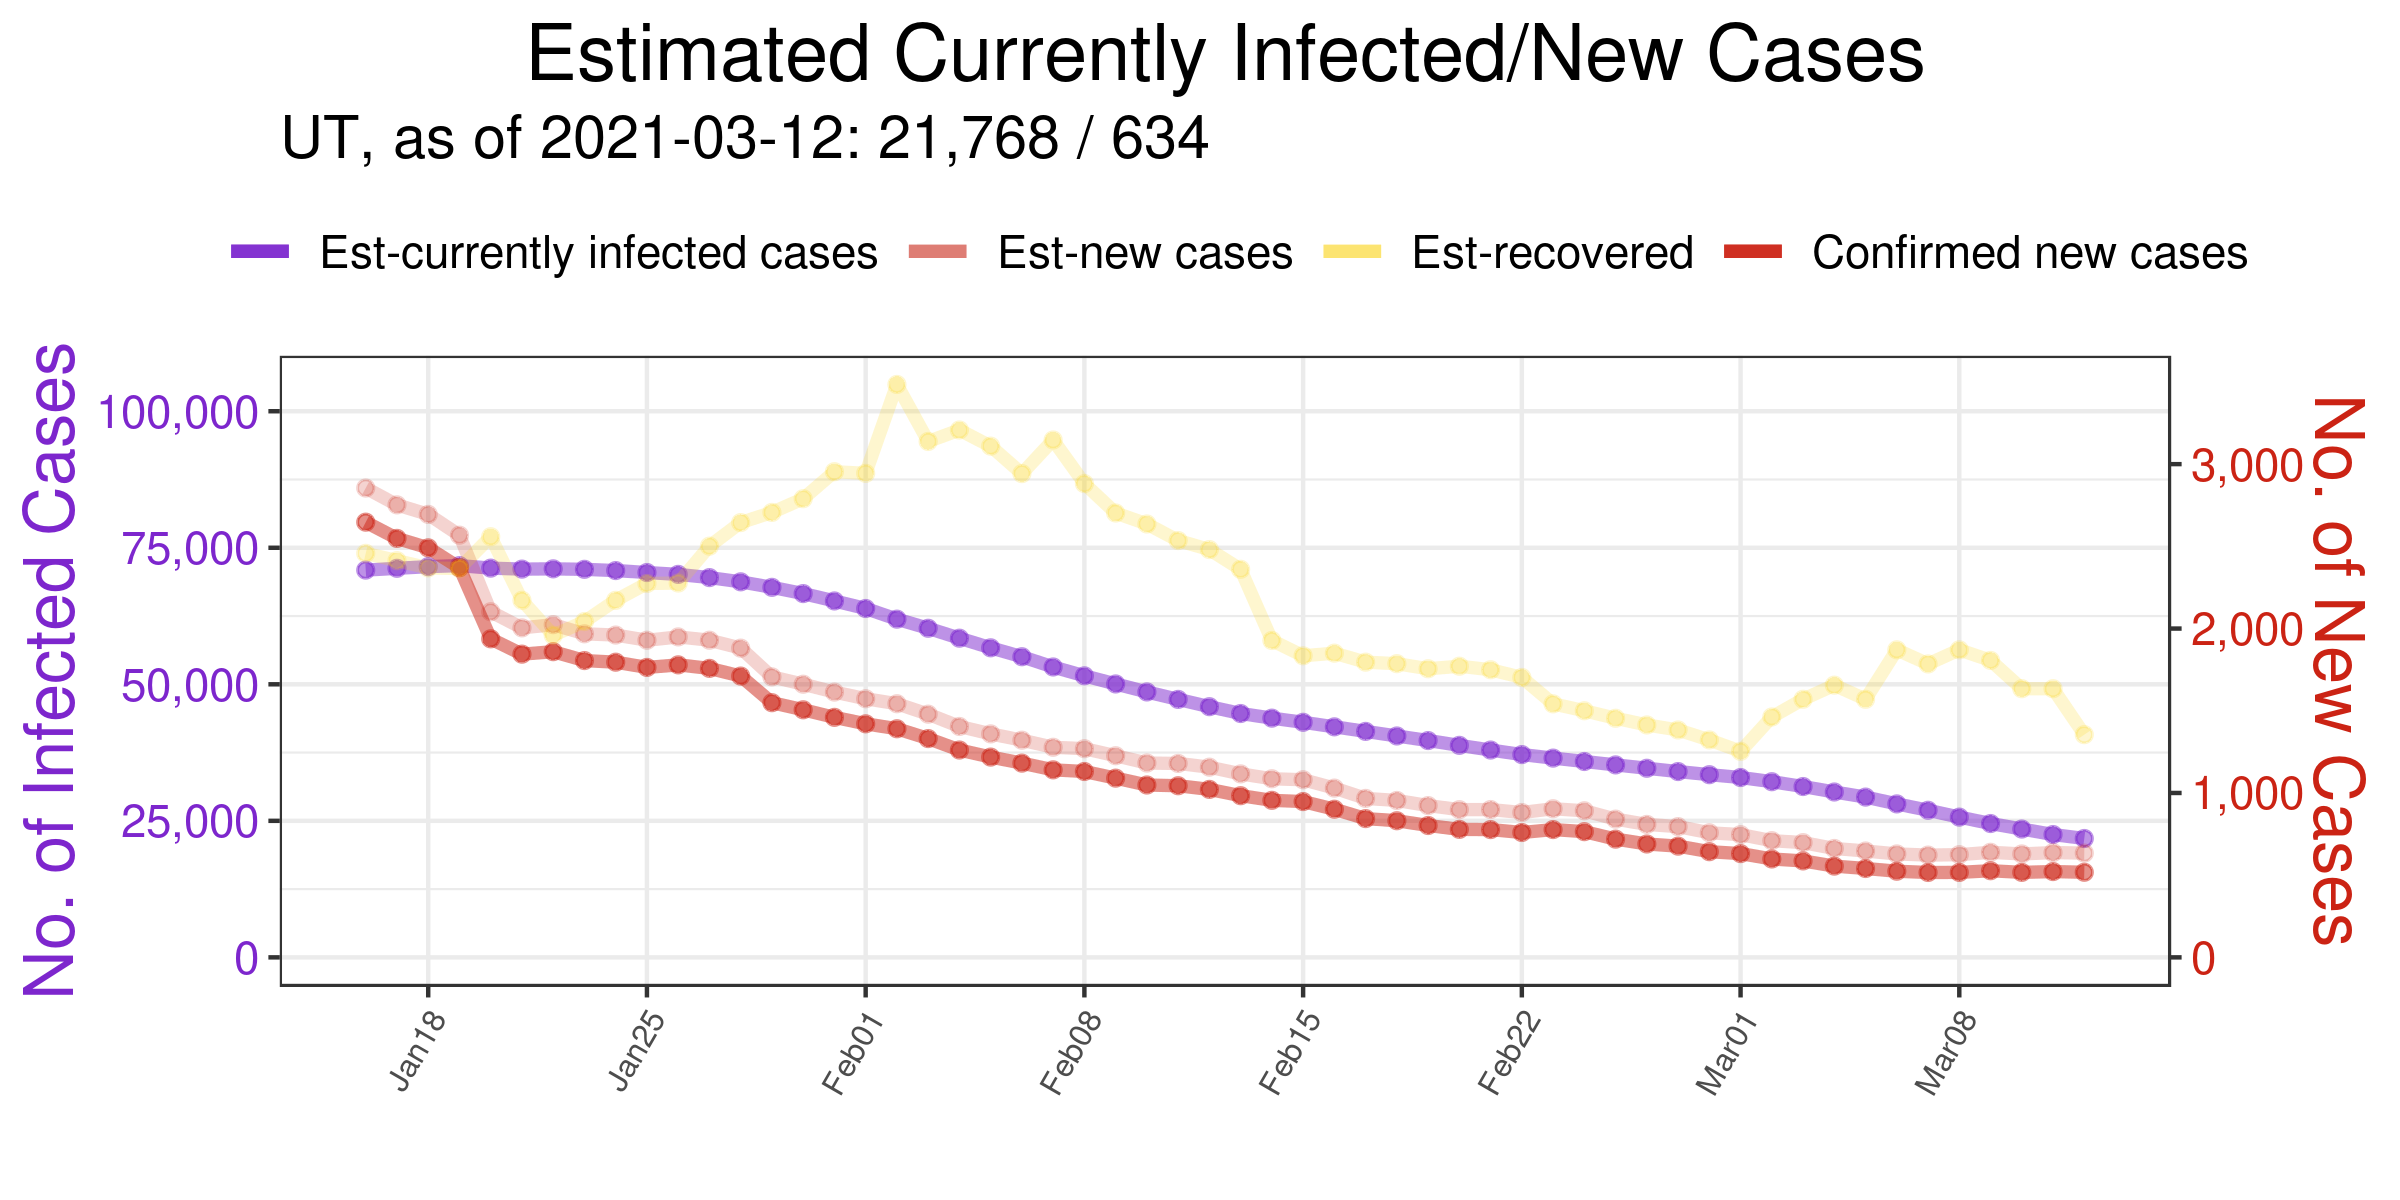 Estimated Currently Infected/New Cases
UT, as of 2021-03-12: 21,768 / 634
Est-currently infected cases Est-new cases Est-recovered Confirmed new cases
No. of Infected Cases
100,000
75,000
50,000
25,000
0
3,000
2,000
1,000
0
No. of New Cases
Jan18 Jan25 Feb01 Feb08 Feb15 Feb22 Mar01 Mar08